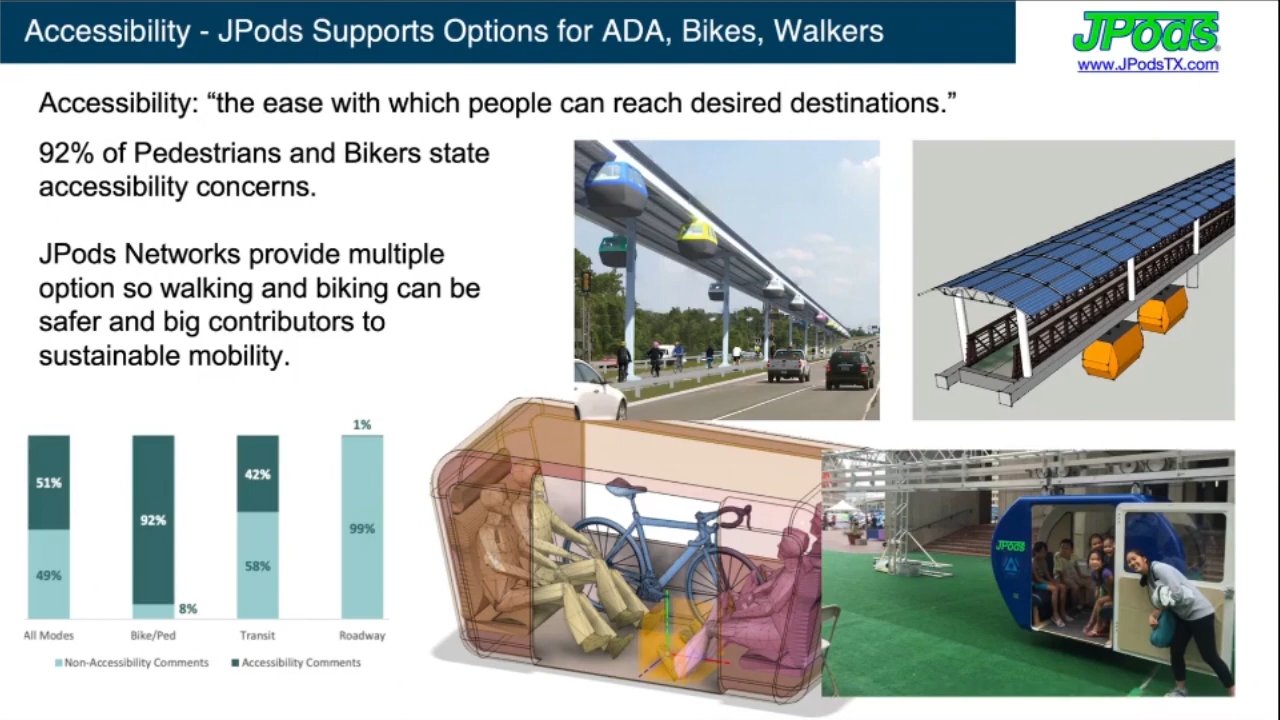 Accessibility - JPods Supports Options for ADA, Bikes, Walkers
JPods
www.JPodsTX.com
Accessibility: “the ease with which people can reach desired destinations.”
92% of Pedestrians and Bikers state
accessibility concerns.
JPods Networks provide multiple
option so walking and biking can be
safer and big contributors to
sustainable mobility.
1%
51%
92%
42%
99%
49%
8%
58%
All Modes
Bike/Ped
Transit
Roadway
Non-Accessibility Comments
Accessibility Comments
JPods